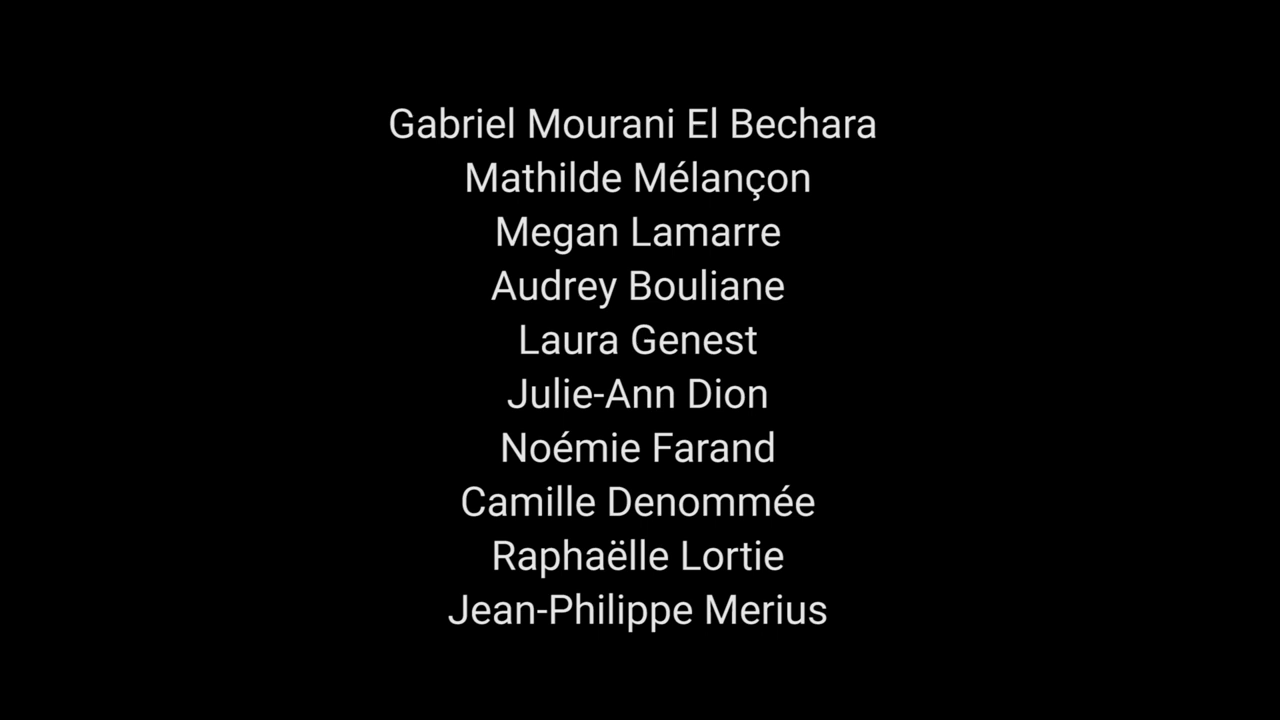 Gabriel Mourani El Bechara
Mathilde Mélançon
Megan Lamarre
Audrey Bouliane
Laura Genest
Julie-Ann Dion
Noémie Farand
Camille Denommée
Raphaëlle Lortie
Jean-Philippe Merius